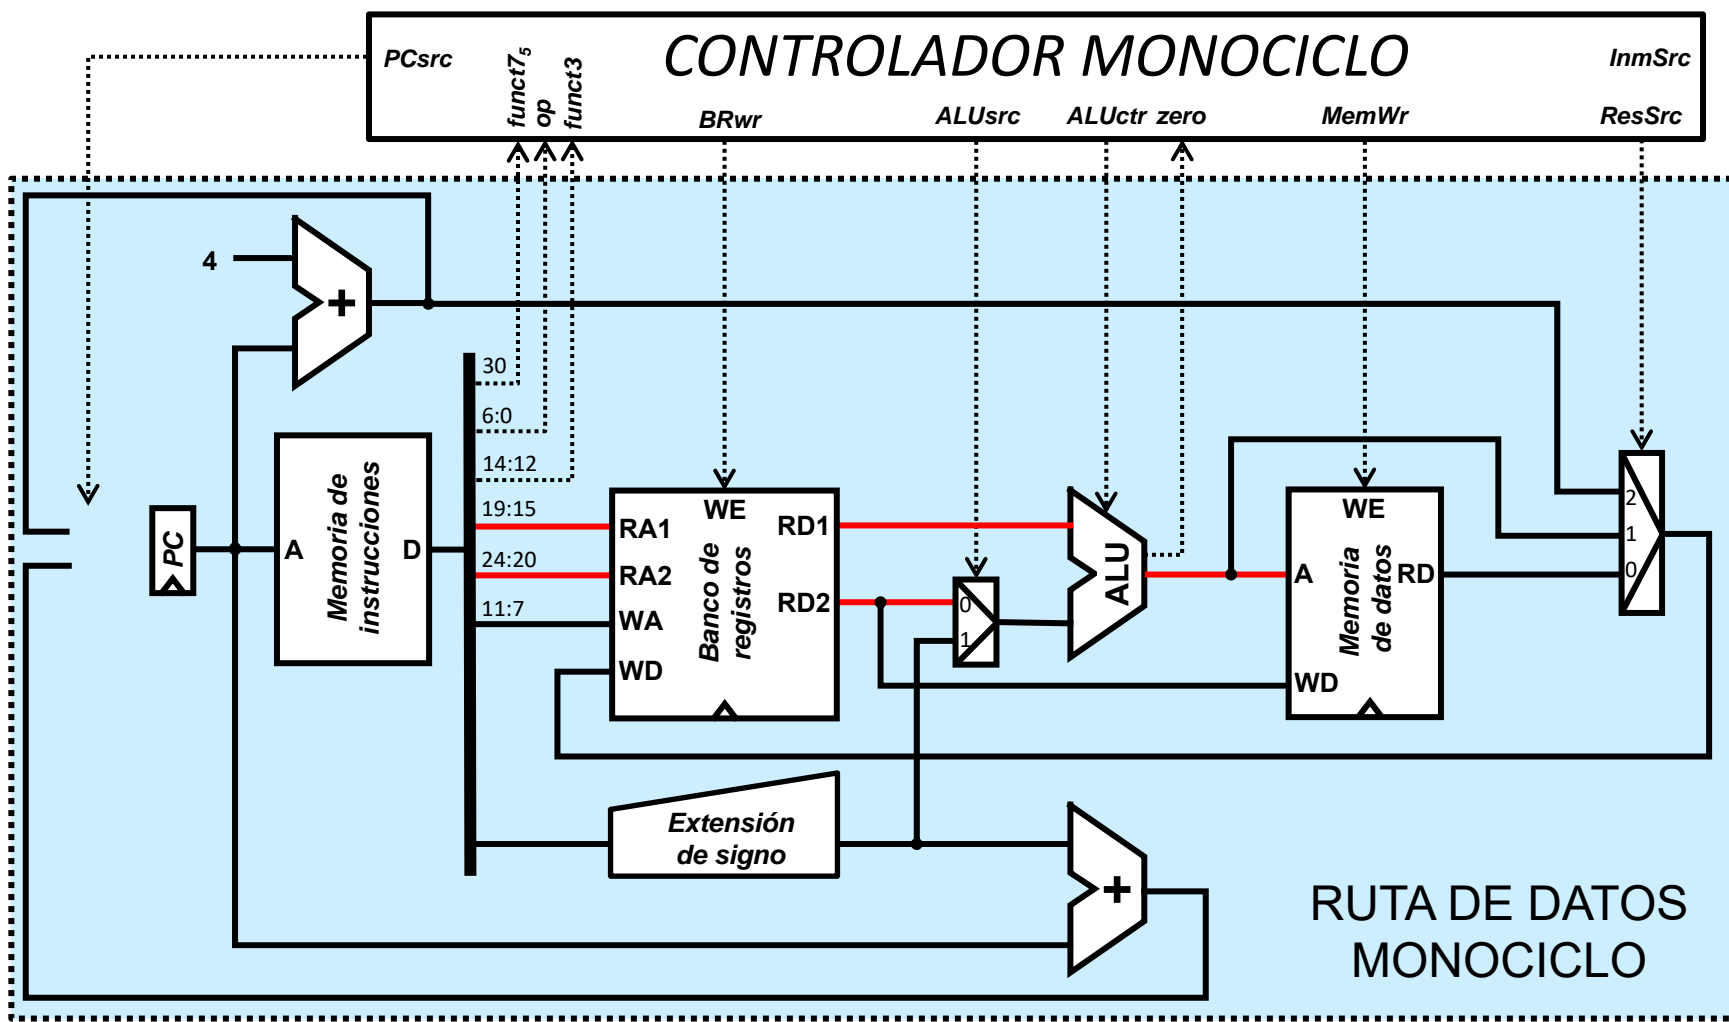 CONTROLADOR MONOCICLO
PCsrc
funct7₅
op
funct3
InmSrc
BRwr
ALUsrc
ALUctr
zero
MemWr
ResSrc
4
+
30
6:0
14:12
19:15
24:20
11:7
PC
A
Memoria de
instrucciones
D
RA1
RA2
WA
WD
WE
Banco de
registros
RD1
RD2
0
1
ALU
A
WD
WE
Memoria
de datos
RD
2
1
0
Extensión
de signo
+
RUTA DE DATOS
MONOCICLO